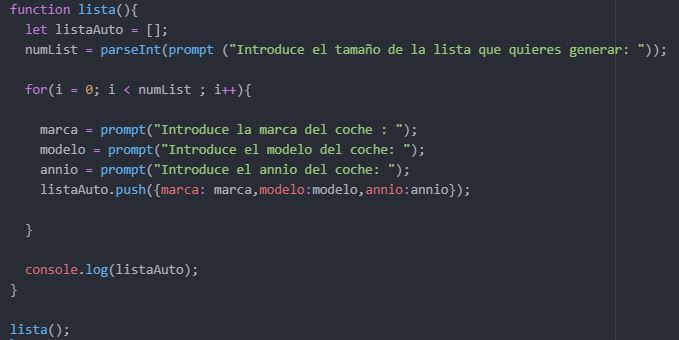 function lista(){
let listaAuto = [];
numList = parseInt(prompt ("Introduce el tamaño de la lista que quieres generar: "));
for(i = 0; i < numList ; i++){
marca = prompt("Introduce la marca del coche : ");
modelo = prompt("Introduce el modelo del coche: ");
annio = prompt("Introduce el annio del coche: ");
listaAuto.push({marca: marca,modelo:modelo,annio:annio});
}
console.log(listaAuto);
}
lista();